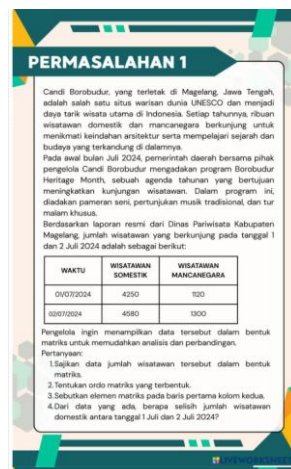 PERMASALAHAN 1
Candi Borobudur, yang terletak di Magelang, Jawa Tengah,
adalah salah satu situs warisan dunia UNESCO dan menjadi
daya tarik wisata utama di Indonesia. Setiap tahunnya, ribuan
wisatawan domestik dan mancanegara berkunjung untuk
menikmati keindahan arsitektur serta mempelajari sejarah dan
budaya yang terkandung di dalamnya.
Pada awal bulan Juli 2024, pemerintah daerah bersama pihak
pengelola Candi Borobudur mengadakan program Borobudur
Heritage Month, sebuah agenda tahunan yang bertujuan
meningkatkan kunjungan wisatawan. Dalam program ini,
diadakan pameran seni, pertunjukan musik tradisional, dan tur
malam khusus.
Berdasarkan laporan resmi dari Dinas Pariwisata Kabupaten
Magelang, jumlah wisatawan yang berkunjung pada tanggal 1
dan 2 Juli 2024 adalah sebagai berikut:
WAKTU WISATAWAN SOMESTIK WISATAWAN MANCANEGARA
01/07/2024 4250 1120
02/07/2024 4580 1300
Pengelola ingin menampilkan data tersebut dalam bentuk
matriks untuk memudahkan analisis dan perbandingan.
Pertanyaan:
1.Sajikan data jumlah wisatawan tersebut dalam bentuk
matriks.
2.Tentukan ordo matriks yang terbentuk.
3.Sebutkan elemen matriks pada baris pertama kolom kedua.
4.Dari data yang ada, berapa selisih jumlah wisatawan
domestik antara tanggal 1 Juli dan 2 Juli 2024?
LIVEWORKSHEETS